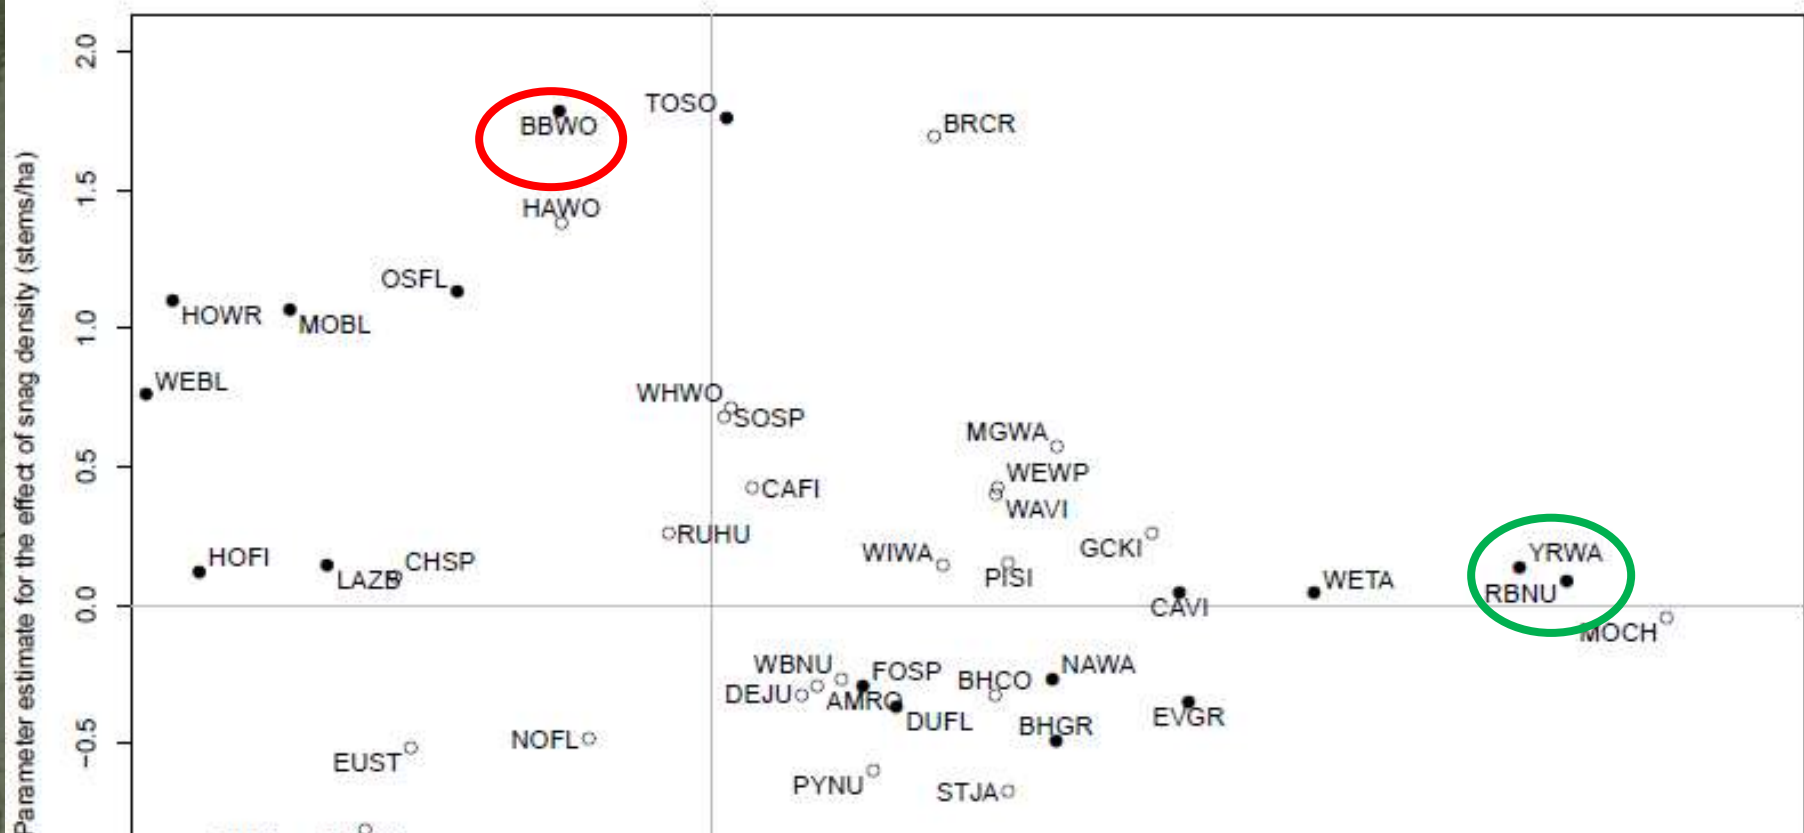 Parameter estimate for the effect of snag density (stems/ha)
2.0
1.5
1.0
0.5
0.0
−0.5
BBWO
TOSO
BRCR
HAWO
OSFL
HOWR
MOBL
WEBL
WHWO
SOSP
MGWA
WEWP
CAFI
WAVI
RUHU
GCKI
WIWA
YRWA
HOFI
CHSP
LAZB
PISI
WETA
RBNU
CAVI
MOCH
WBNU
FOSP
NAWA
BHCO
DEJU
AMRO
DUFL
EVGR
BHGR
NOFL
EUST
PYNU
STJA